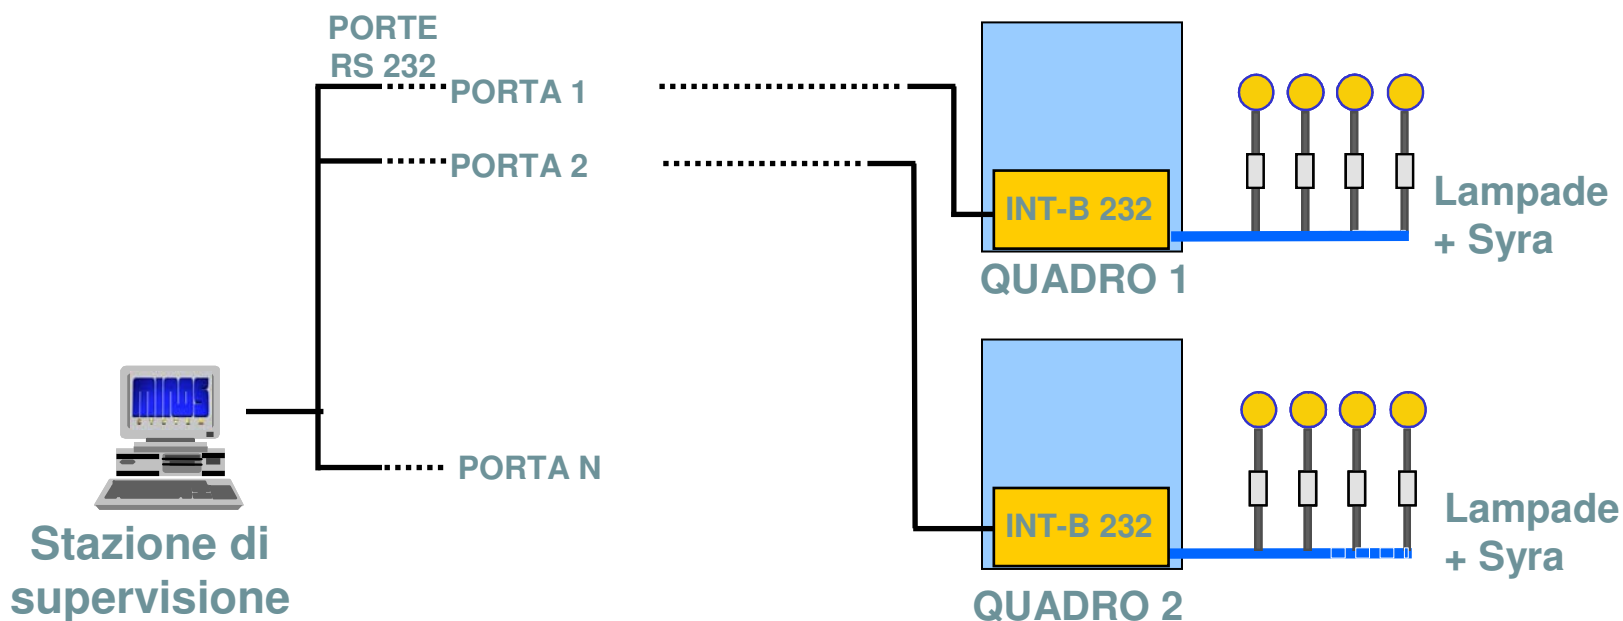 PORTE
RS 232
PORTA 1
PORTA 2
PORTA N
INT-B 232
QUADRO 1
Lampade
+ Syra
INT-B 232
QUADRO 2
Lampade
+ Syra
MINOS
Stazione di
supervisione